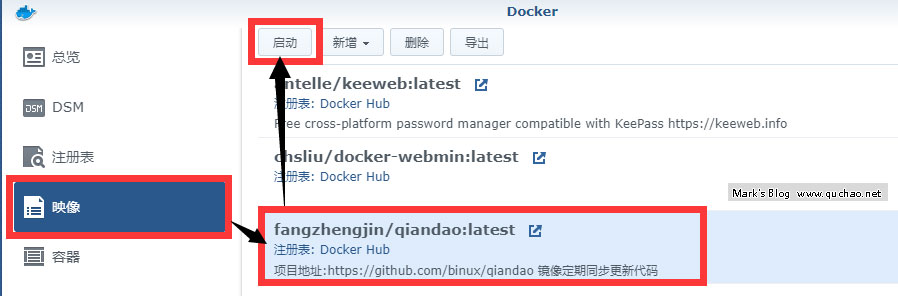 Docker
总览
DSM
DSM
注册表
映像
容器
启动
新增
删除
导出
ntelle/keeweb:latest
注册表: Docker Hub
Free cross-platform password manager compatible with KeePass https://keeweb.info
chsliu/docker-webmin:latest
注册表: Docker Hub
fangzhengjin/qiandao:latest
注册表: Docker Hub
项目地址:https://github.com/binux/qiandao 镜像定期同步更新代码
Mark's Blog www.quchao.net